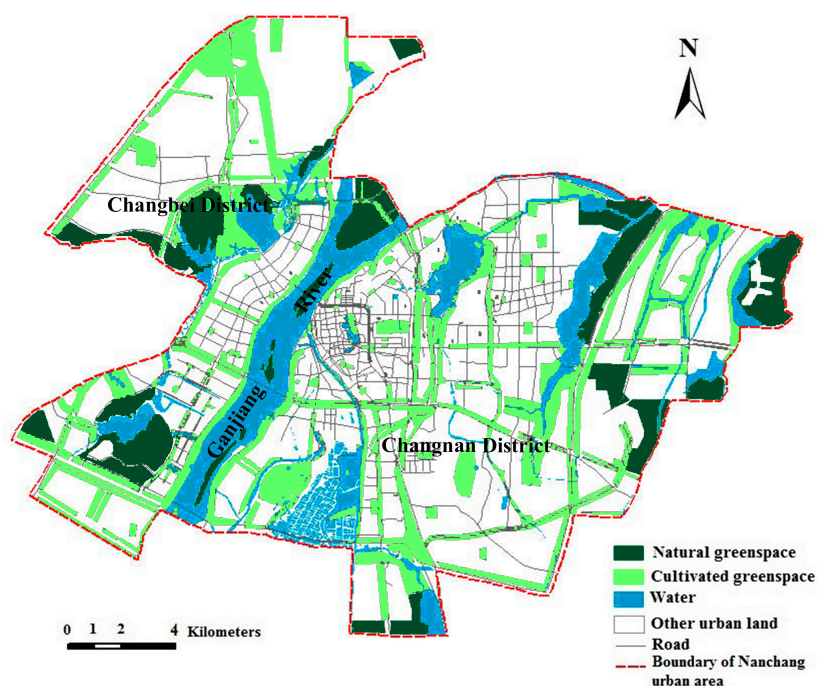 N
Changbei District
Ganjiang River
Changnan District
Natural greenspace
Cultivated greenspace
Water
Other urban land
Road
Boundary of Nanchang
urban area
0 1 2 4 Kilometers